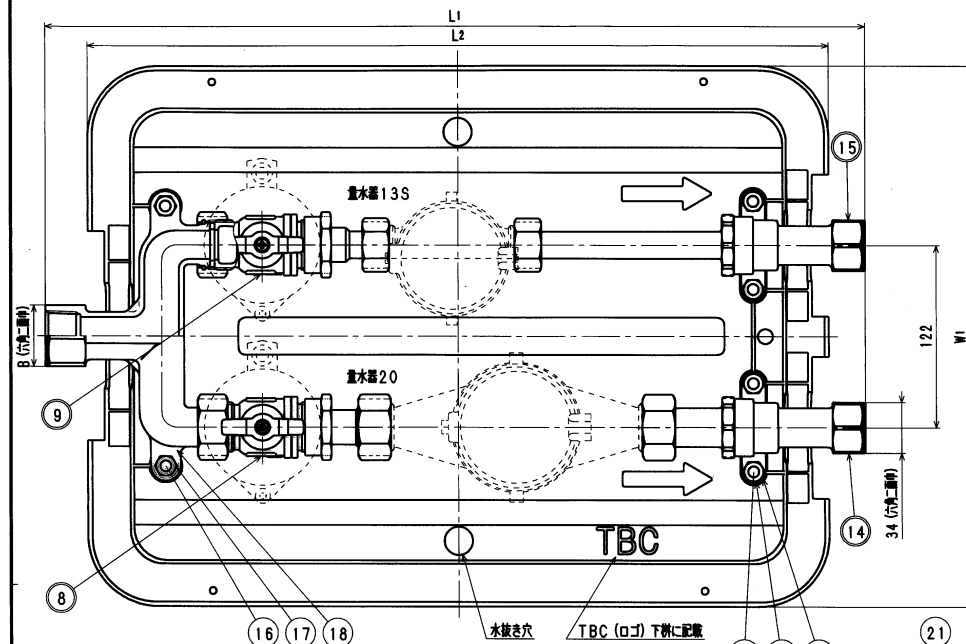 L1
L2
15
量水器13S
B (六角二面巾)
122
W1
量水器20
9
34 (六角二面巾)
14
TBC
8
16
17
18
水抜き穴
TBC (ロゴ) 下桝に記載
21